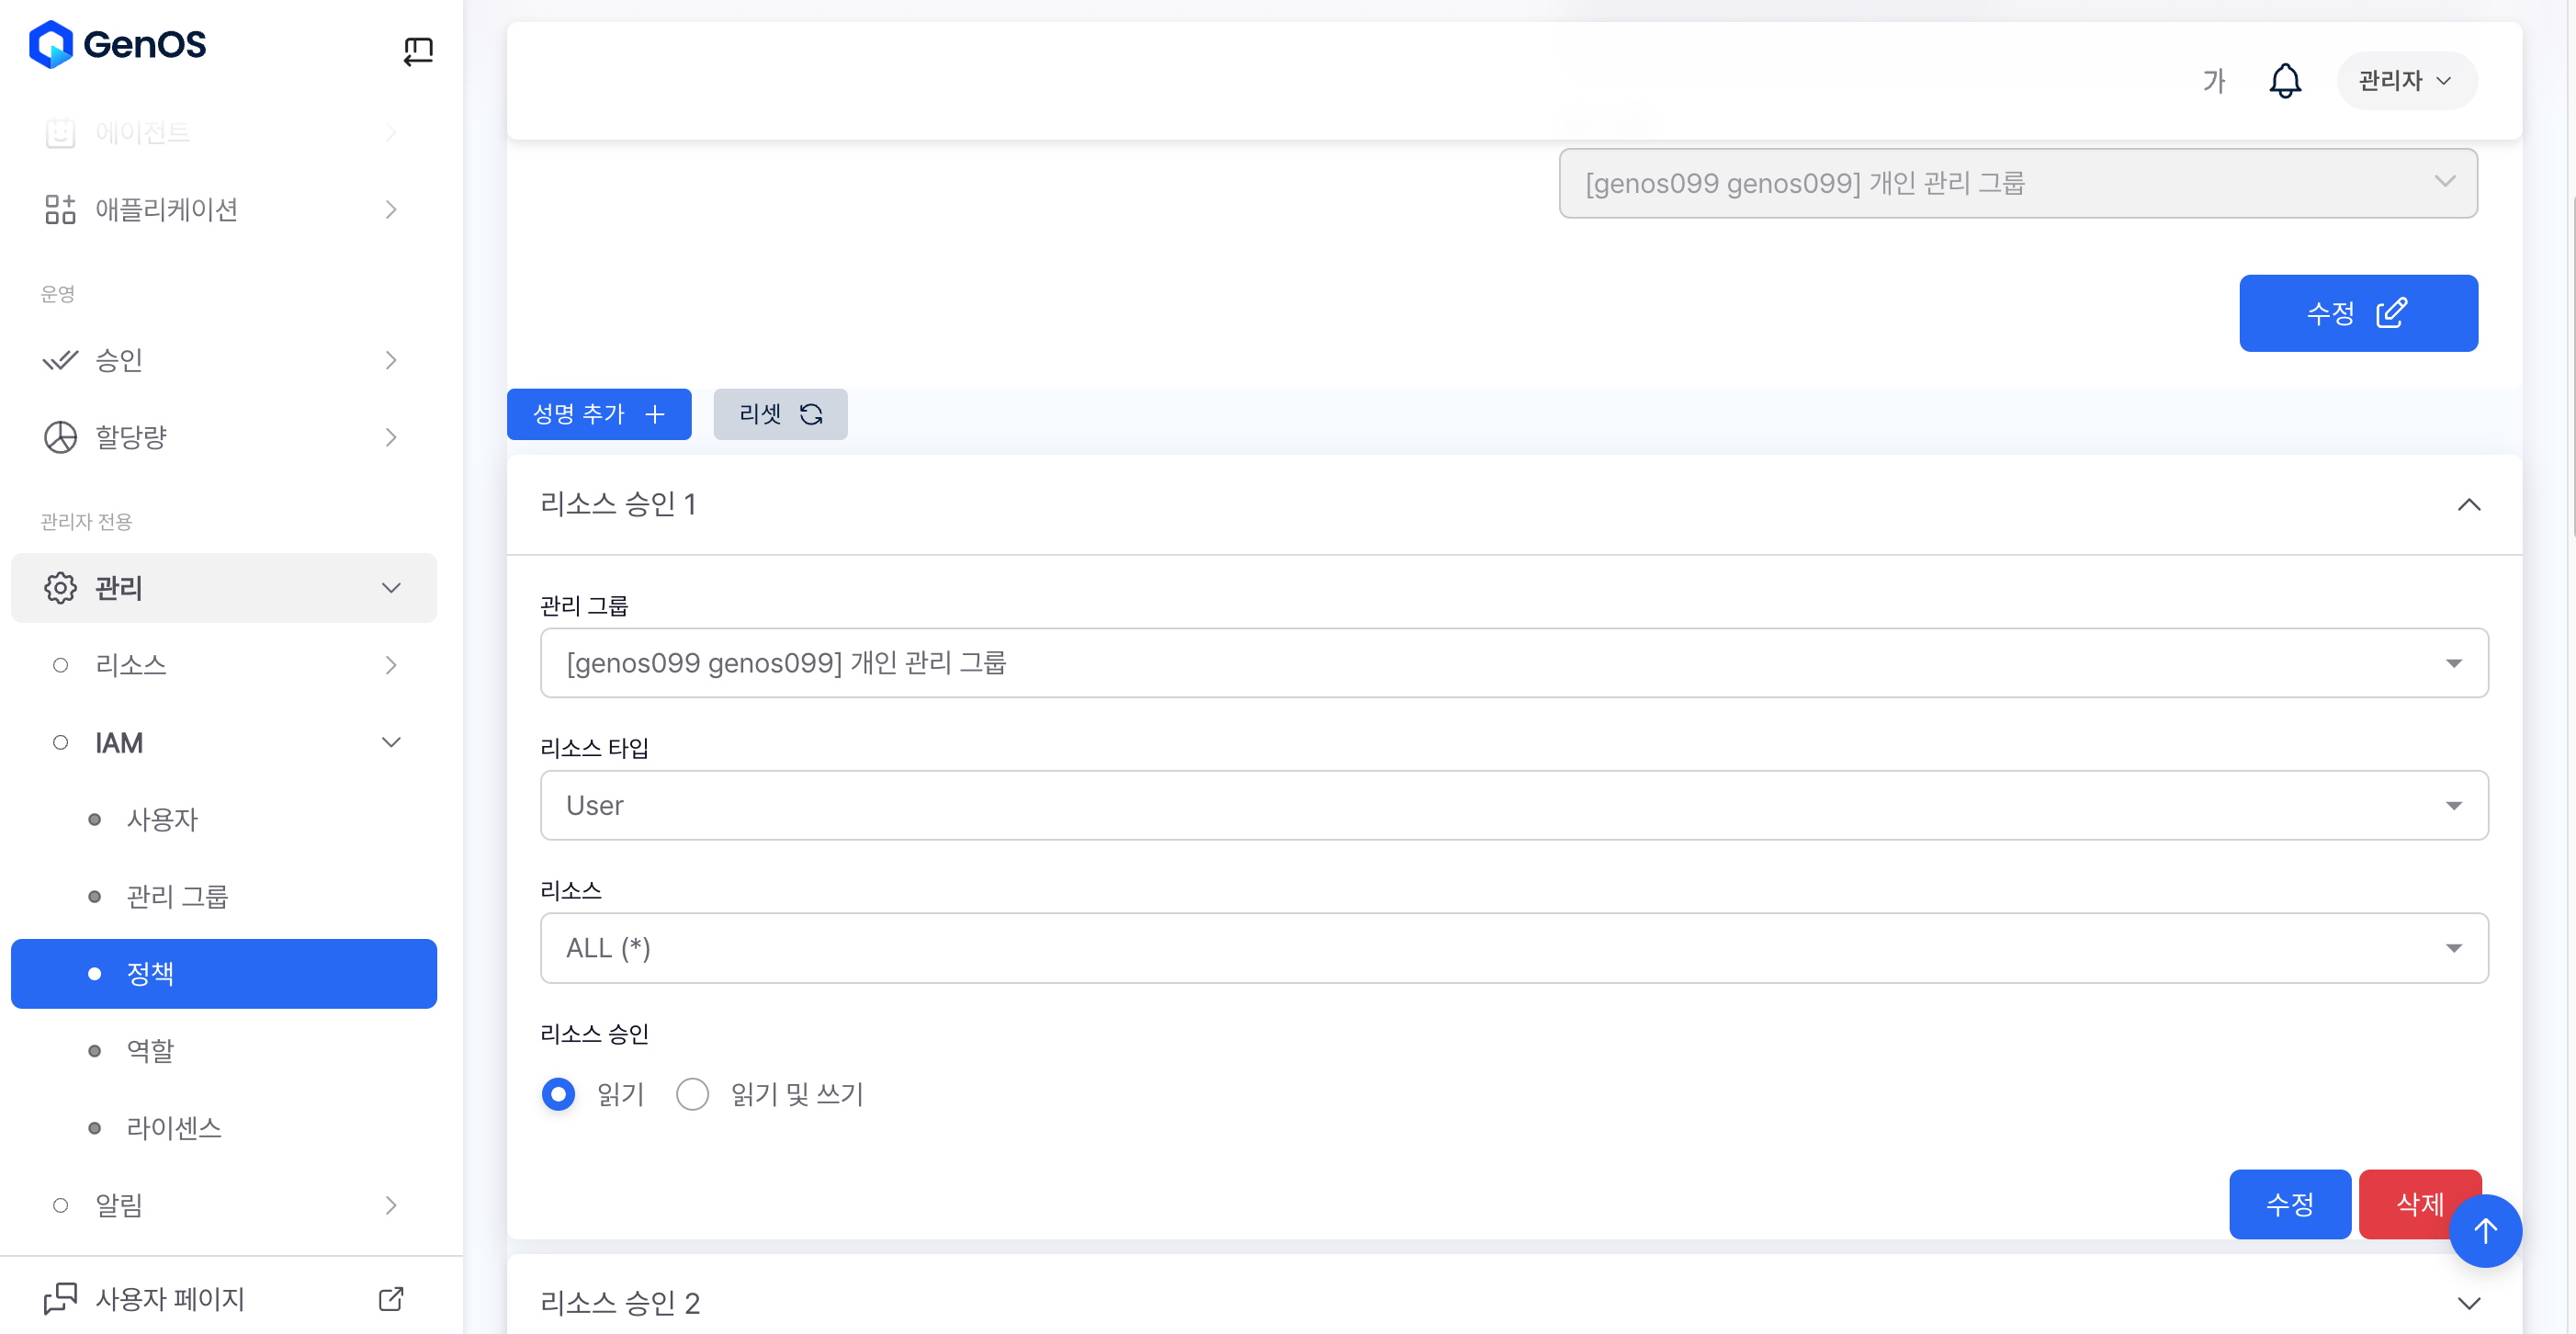 GenOS
에이전트
애플리케이션
운영
승인
할당량
관리자 전용
관리
리소스
IAM
사용자
관리 그룹
정책
역할
라이센스
알림
사용자 페이지
가
관리자
[genos099 genos099] 개인 관리 그룹
수정
성명 추가
리셋
리소스 승인 1
관리 그룹
[genos099 genos099] 개인 관리 그룹
리소스 타입
User
리소스
ALL (*)
리소스 승인
읽기 읽기 및 쓰기
수정 삭제
리소스 승인 2